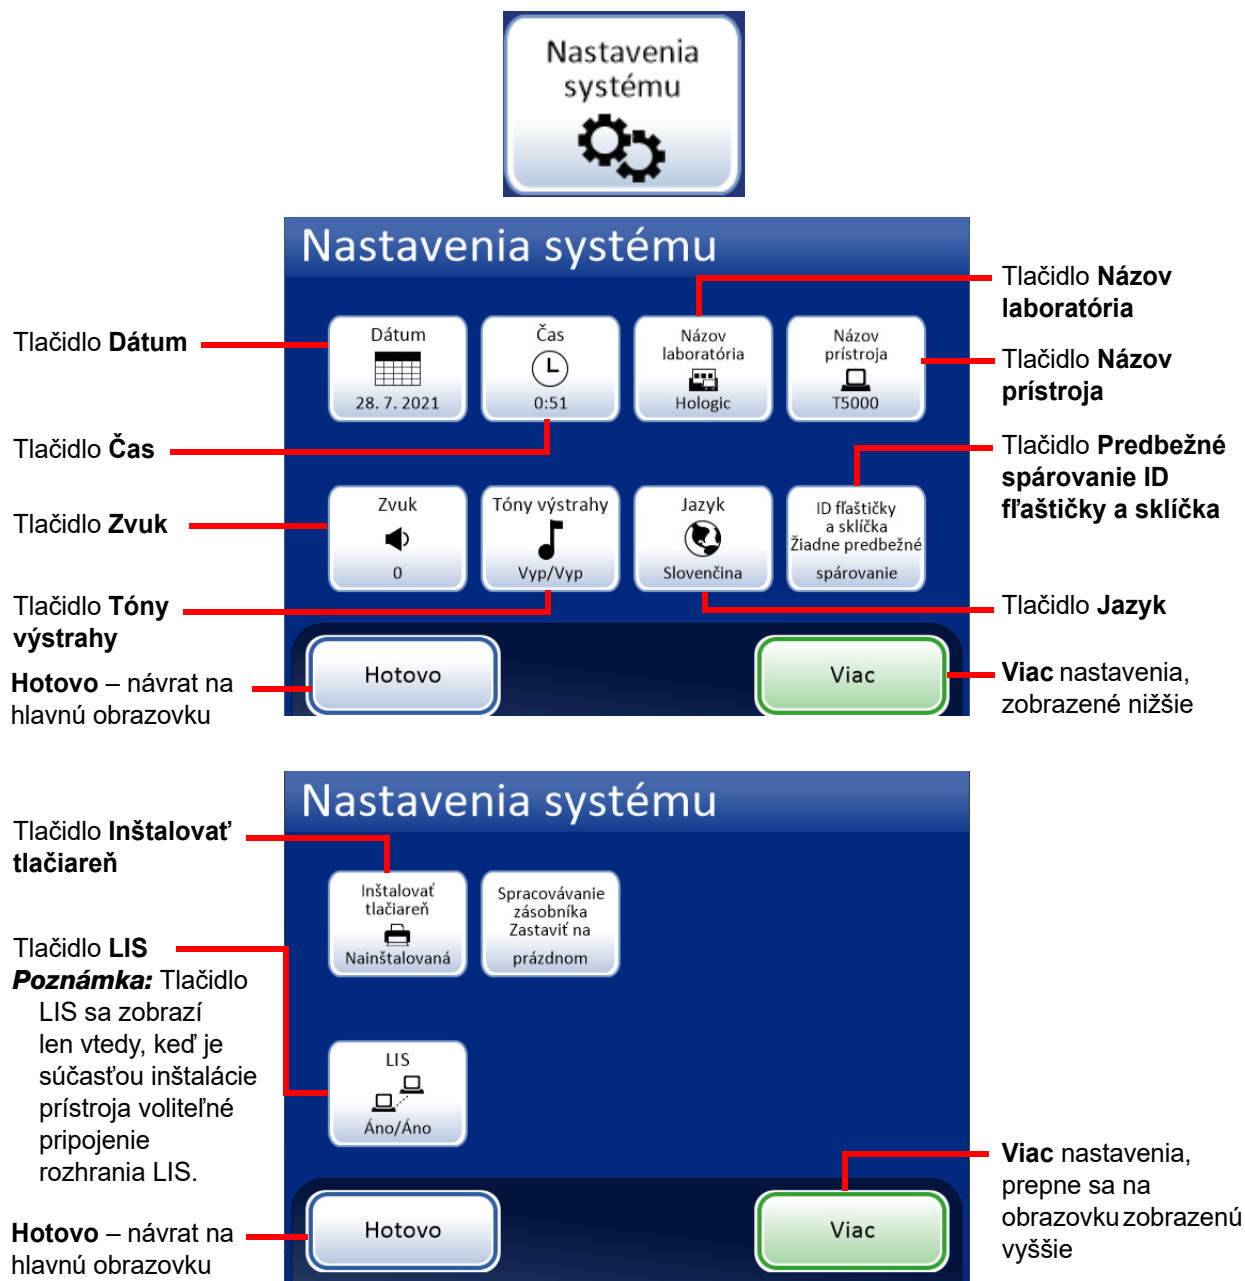 Nastavenia
systému
Nastavenia systému
Tlačidlo Dátum
Tlačidlo Čas
Tlačidlo Zvuk
Tlačidlo Tóny
výstrahy
Hotovo – návrat na
hlavnú obrazovku
Dátum
28. 7. 2021
Čas
0:51
Názov
laboratória
Hologic
Názov
prístroja
T5000
Zvuk
0
Tóny výstrahy
Vyp/Vyp
Jazyk
Slovenčina
ID fľaštičky
a sklíčka
Žiadne predbežné
spárovanie
Hotovo
Viac
Tlačidlo Názov
laboratória
Tlačidlo Názov
prístroja
Tlačidlo Predbežné
spárovanie ID
fľaštičky a sklíčka
Tlačidlo Jazyk
Viac nastavenia,
zobrazené nižšie
Nastavenia systému
Tlačidlo Inštalovať
tlačiareň
Tlačidlo LIS
Poznámka: Tlačidlo
LIS sa zobrazí
len vtedy, keď je
súčasťou inštalácie
prístroja voliteľné
pripojenie
rozhrania LIS.
Hotovo – návrat na
hlavnú obrazovku
Inštalovať
tlačiareň
Nainštalovaná
Spracovávanie
zásobníka
Zastaviť na
prázdnom
LIS
Áno/Áno
Hotovo
Viac
Viac nastavenia,
prepne sa na
obrazovku zobrazenú
vyššie